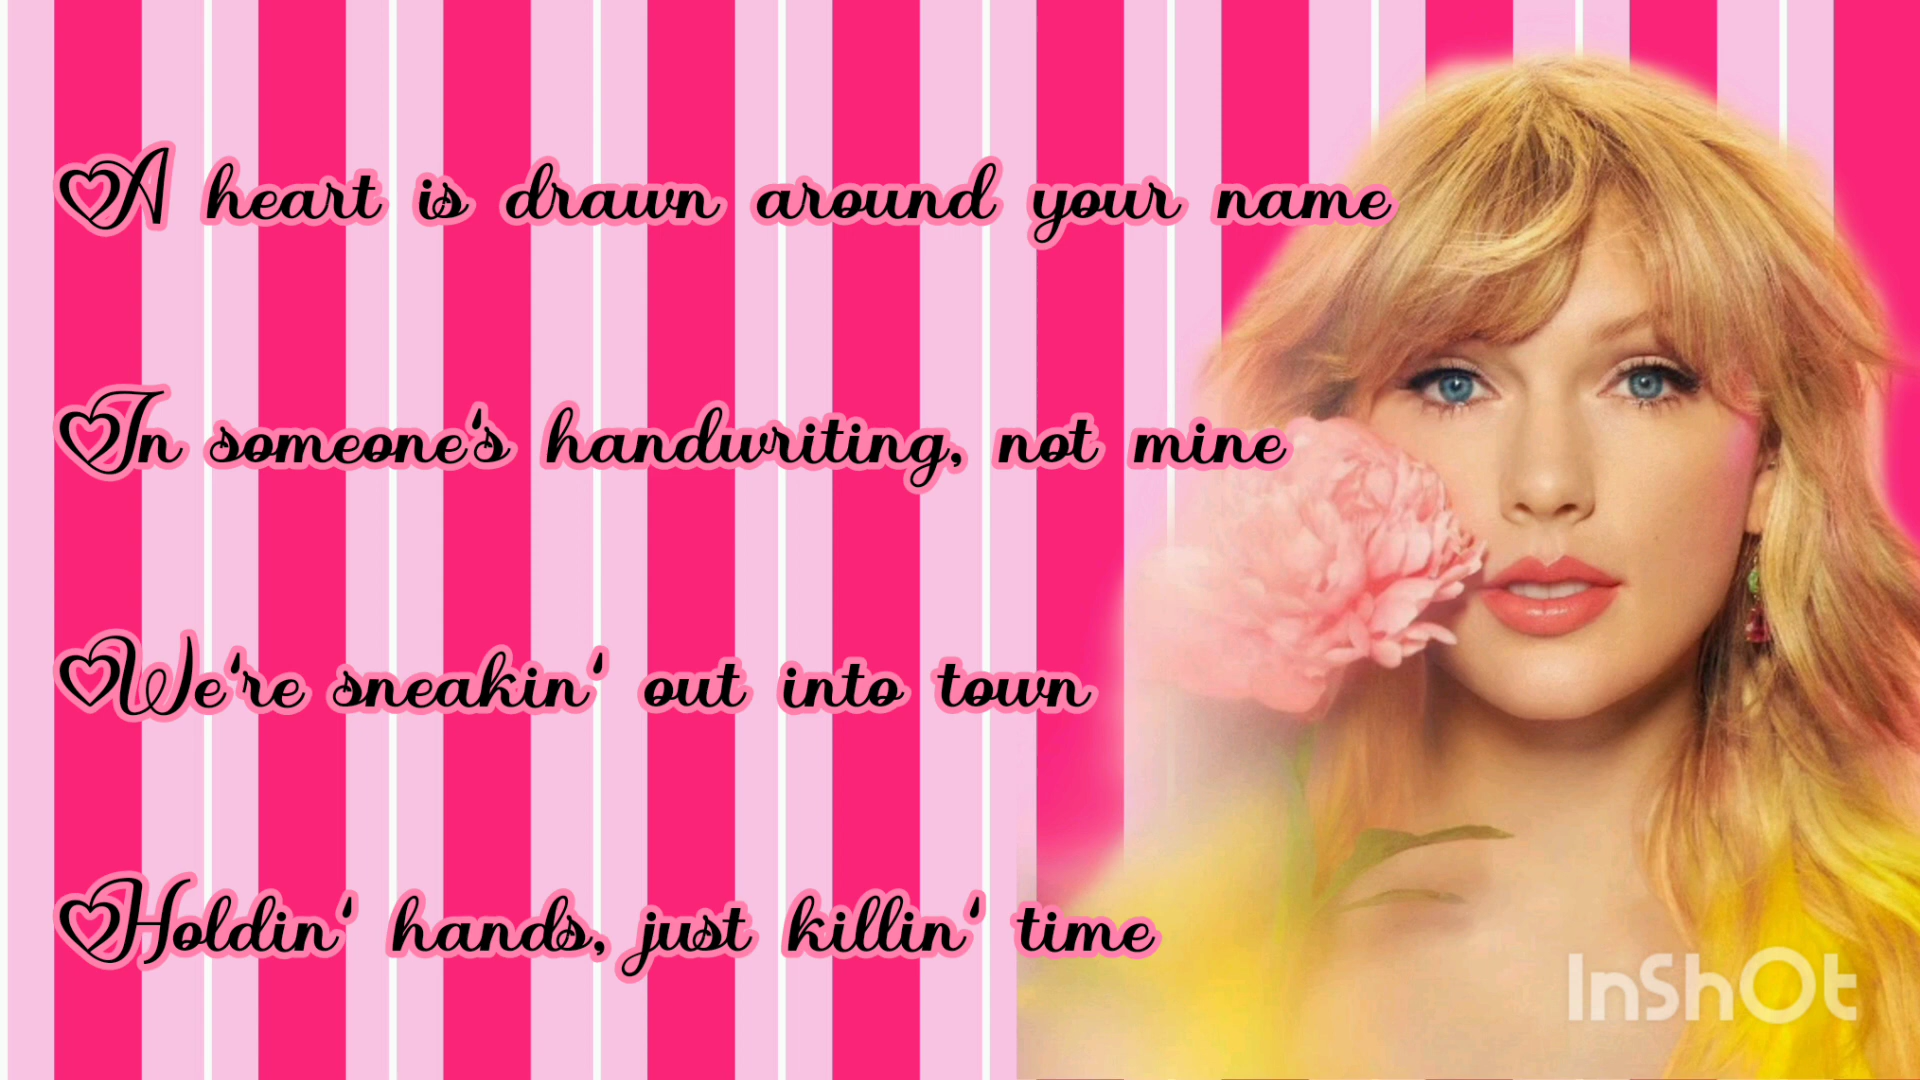 A heart is drawn around your name
In someone's handwriting, not mine
We're sneakin' out into town
Holdin' hands, just killin' time
InShOt